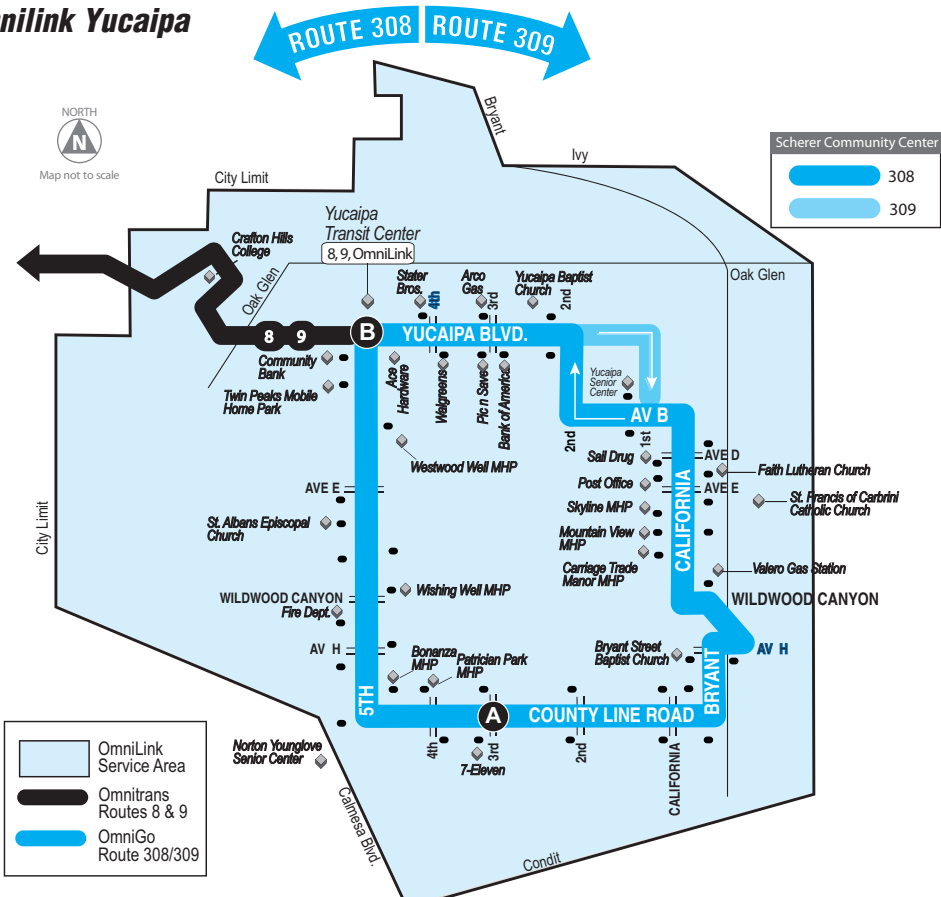 nilink Yucaipa
ROUTE 308
ROUTE 309
NORTH
N
Map not to scale
Bryant
Ivy
Scherer Community Center
308
309
City Limit
Yucaipa
Transit Center
8, 9, OmniLink
Crafton Hills
College
Oak Glen
Stater
Bros.
4th
Arco
Gas
3rd
Yucaipa Baptist
Church
2nd
Oak Glen
8
9
B
YUCAIPA BLVD.
Community
Bank
Twin Peaks Mobile
Home Park
Ace
Hardware
Walgreens
Pic n Save
Bank of America
Yucaipa
Senior
Center
AV B
2nd
1st
Westwood Well MHP
Sail Drug
AVE D
Faith Lutheran Church
AVE E
Post Office
AVE E
St. Francis of Carbrini
Catholic Church
Skyline MHP
St. Albans Episcopal
Church
Mountain View
MHP
CALIFORNIA
City Limit
Carriage Trade
Manor MHP
Valero Gas Station
Wishing Well MHP
WILDWOOD CANYON
Fire Dept.
WILDWOOD CANYON
AV H
Bonanza
MHP
Patrician Park
MHP
Bryant Street
Baptist Church
AV H
BRYANT
5TH
A
COUNTY LINE ROAD
4th
3rd
2nd
CALIFORNIA
7-Eleven
Norton Younglove
Senior Center
Calmesa Blvd.
Condit
OmniLink
Service Area
Omnitrans
Routes 8 & 9
OmniGo
Route 308/309